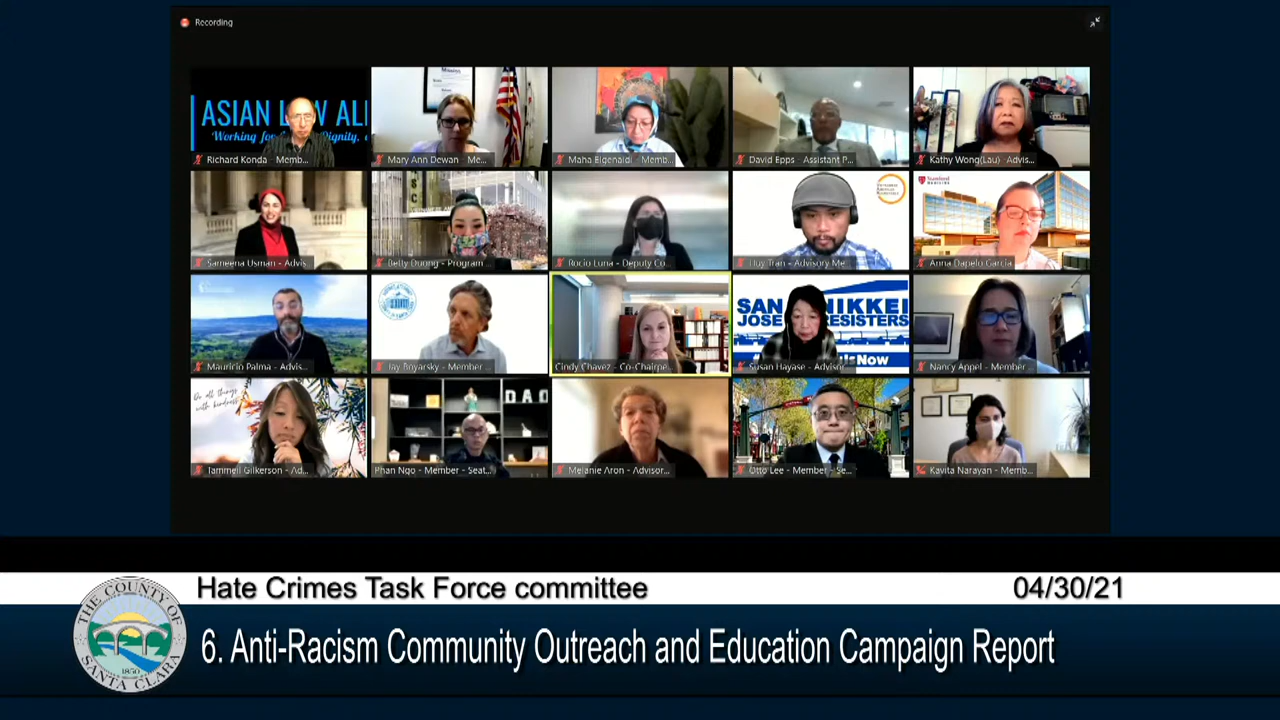 Recording
ASIAN LAW ALL
Working for Dignity,
Richard Konda - Memb...
Mary Ann Dewan - Me...
Maha Elgenaidi - Memb...
David Epps - Assistant P...
Kathy Wong(Lau) - Advis...
Stanford
MEDICINE
Sameena Usman - Advis...
Betty Duong - Program ...
Rocio Luna - Deputy Co...
Huy Tran - Advisory Me...
Anna Dapelo Garcia
SAN NIKKEI
JOSE RESISTERS
Now
Mauricio Palma - Advis...
Jay Boyarsky - Member ...
Cindy Chavez - Co-Chairpe...
Susan Hayase - Advisor...
Nancy Appel - Member ...
Do all things
with kindness
DAO
Tammeil Gilkerson - Ad...
Phan Ngo - Member - Seat...
Melanie Aron - Advisor...
Otto Lee - Member - Se...
Kavita Narayan - Memb...
Hate Crimes Task Force committee
04/30/21
6. Anti-Racism Community Outreach and Education Campaign Report
THE COUNTY OF
SANTA CLARA
1850